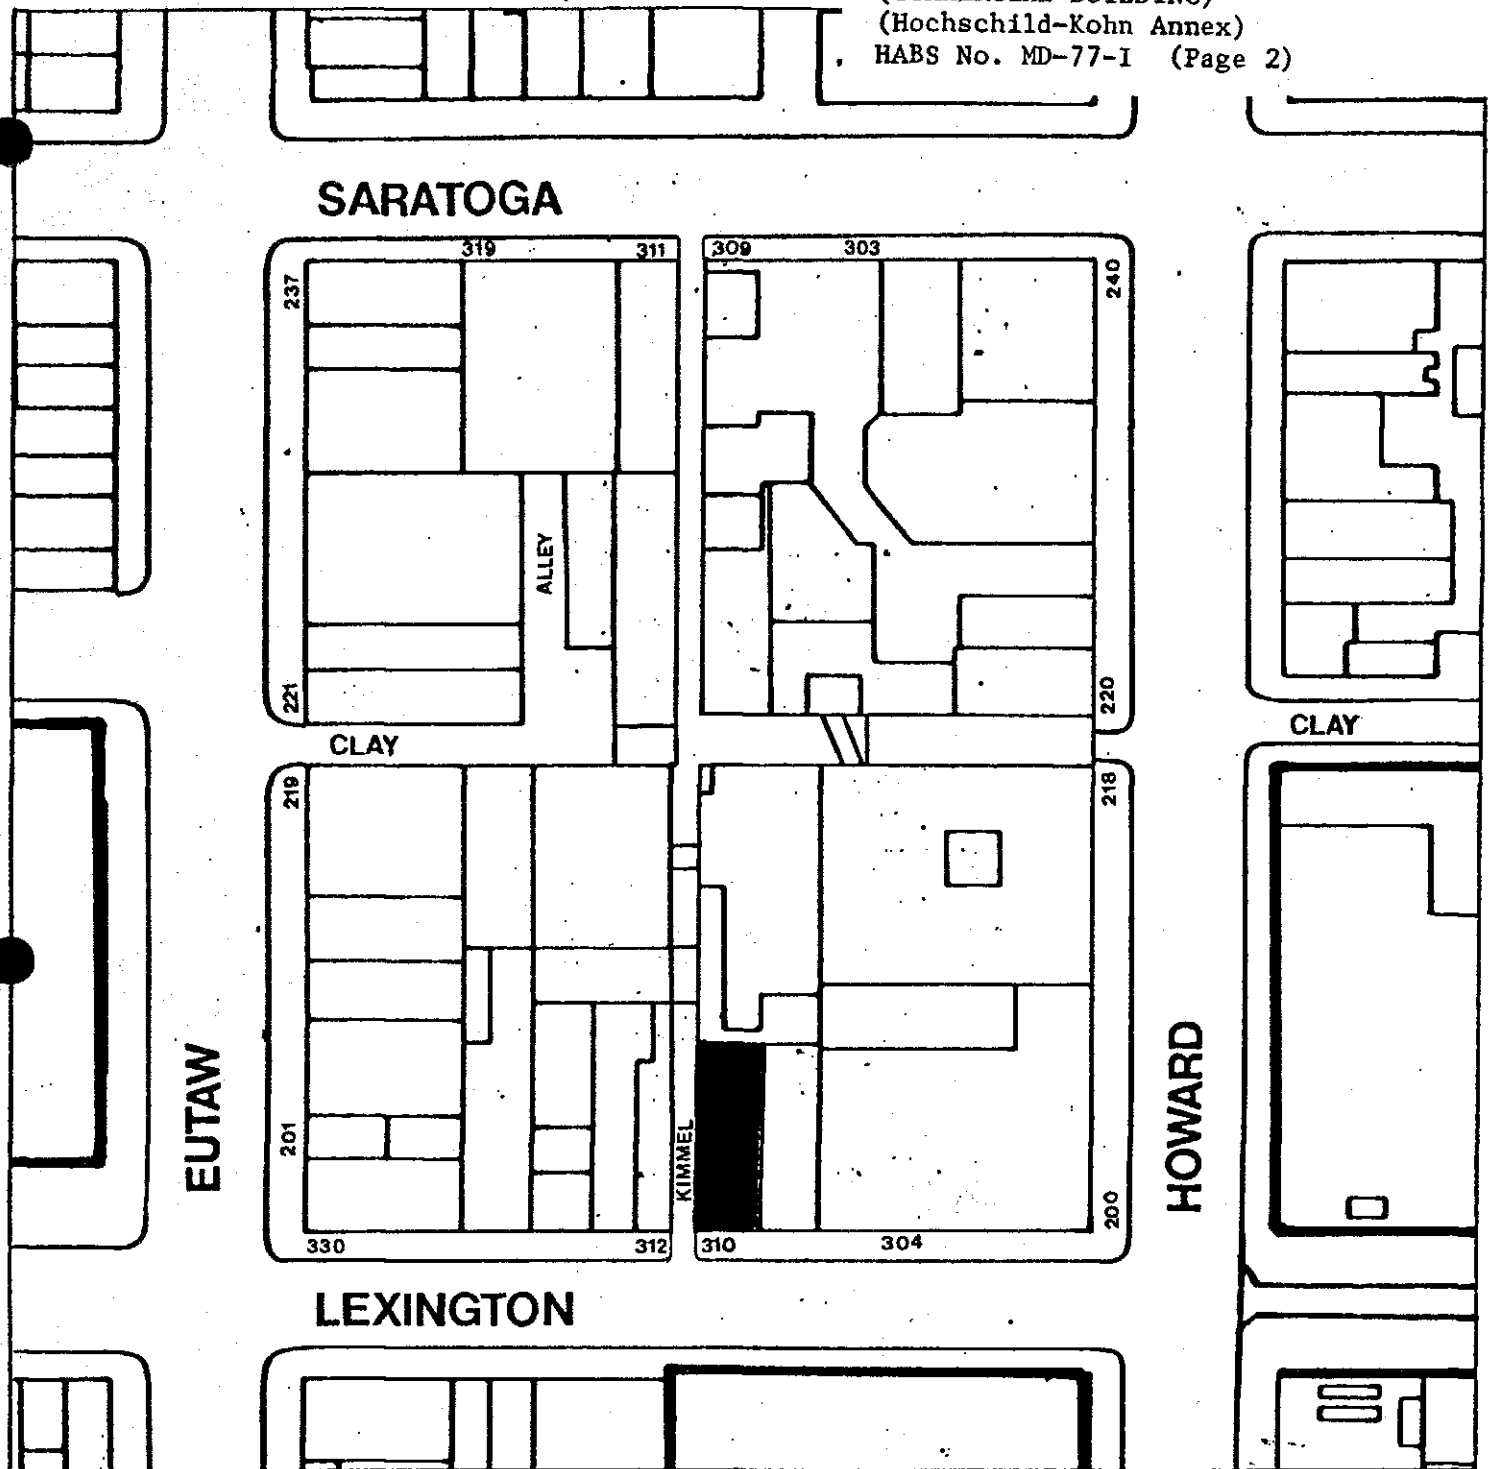 (Hochschild-Kohn Annex)
HABS No. MD-77-I (Page 2)
SARATOGA
319
311
309
303
237
240
ALLEY
221
220
CLAY
CLAY
219
218
EUTAW
201
KIMMEL
HOWARD
200
330
312
310
304
LEXINGTON